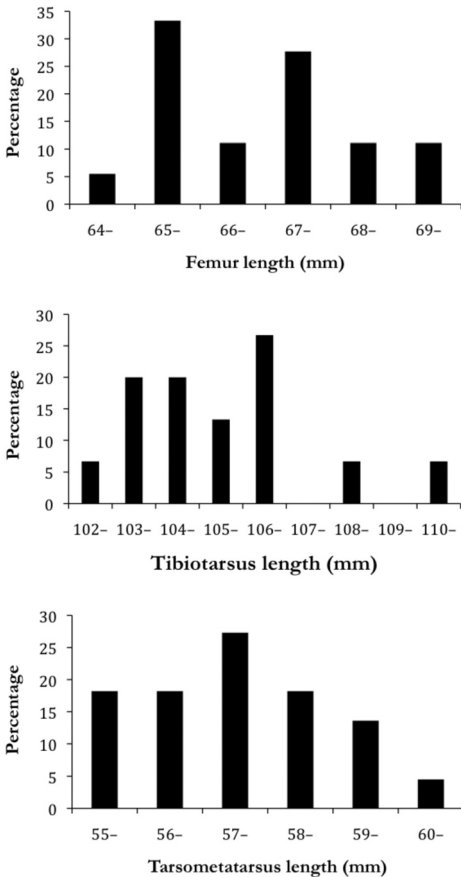 35
30
25
20
15
10
5
0
Percentage
64– 65– 66– 67– 68– 69–
Femur length (mm)
30
25
20
15
10
5
0
Percentage
102– 103– 104– 105– 106– 107– 108– 109– 110–
Tibiotarsus length (mm)
30
25
20
15
10
5
0
Percentage
55– 56– 57– 58– 59– 60–
Tarsometatarsus length (mm)